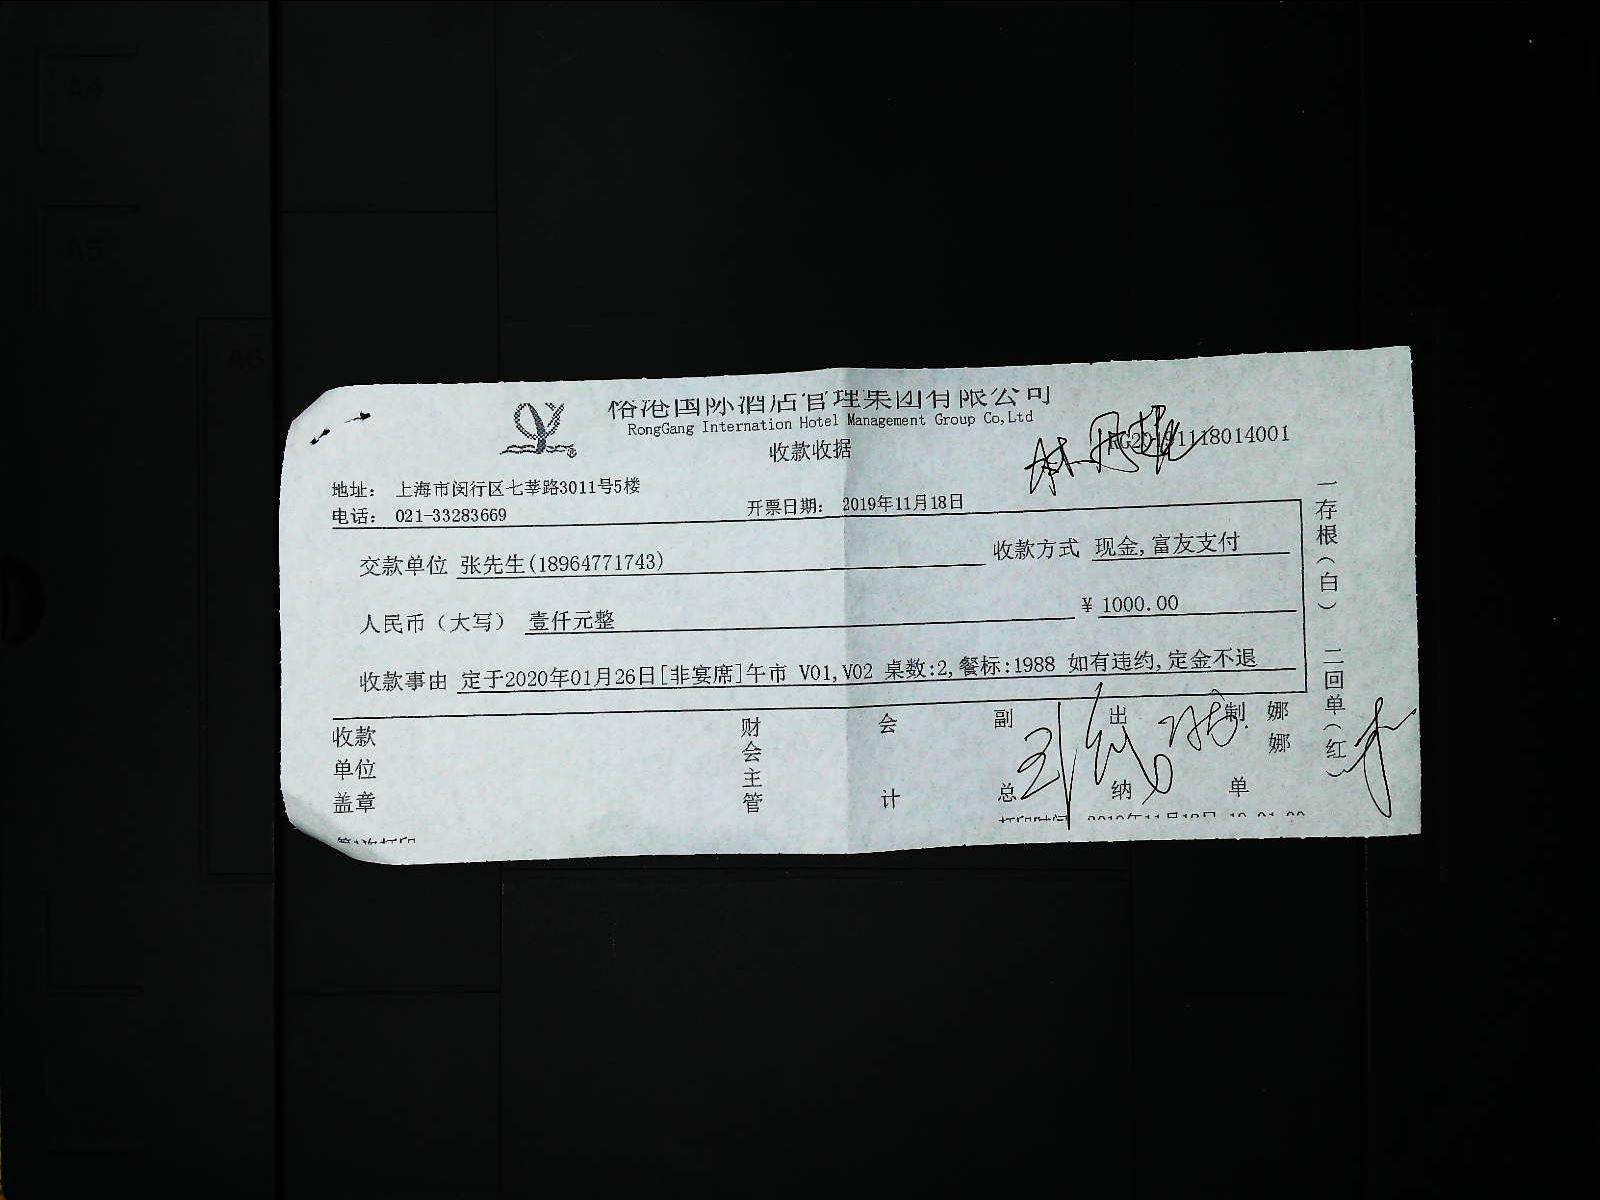 国际酒店管理集团有限公司
RongGang Internation Hotel Management Group Co,Ltd
收款收据
1118014001
地址： 上海市闵行区七莘路3011号5楼
电话： 021-33283669
开票日期： 2019年11月18日
交款单位 张先生(18964771743)
收款方式 现金,富友支付
人民币（大写） 壹仟元整
¥ 1000.00
收款事由 定于2020年01月26日[非宴席]午市 V01,V02 桌数:2,餐标:1988 如有违约,定金不退
收款单位盖章
财会主管
会计
副总
出纳
制单
娜娜
一存根（白） 二回单（红）